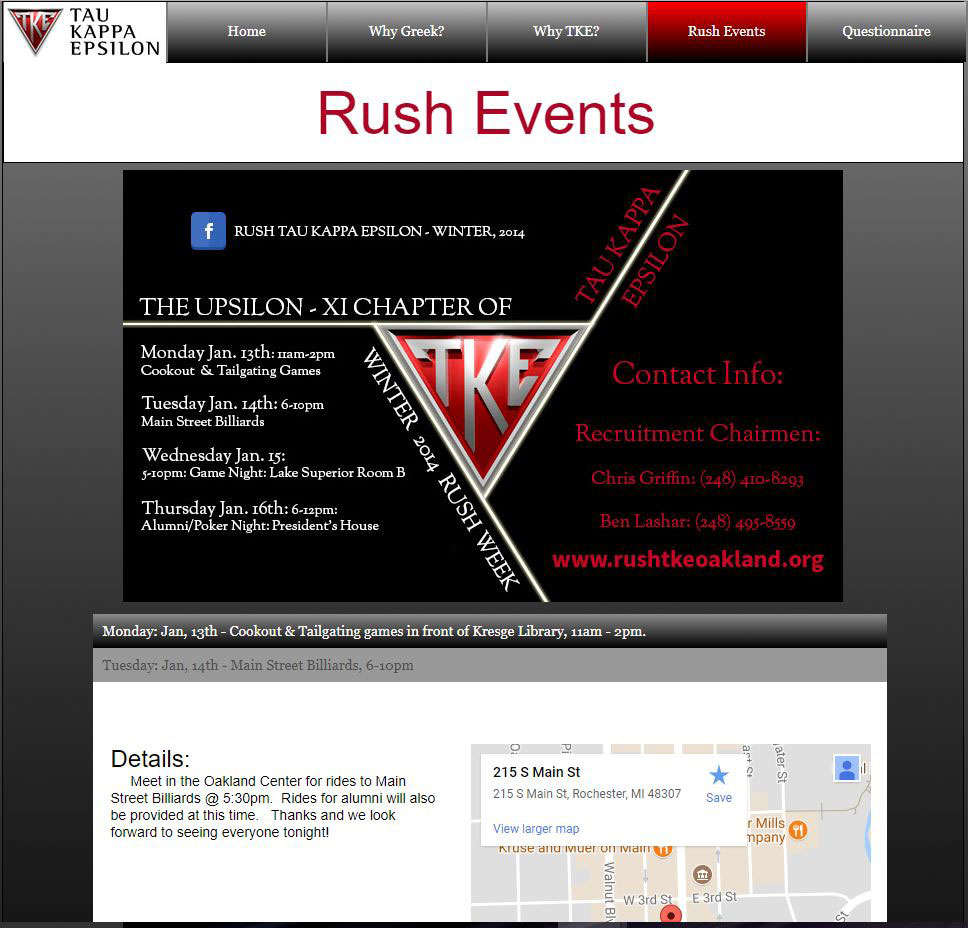 TAU
KAPPA
EPSILON
Home
Why Greek?
Why TKE?
Rush Events
Questionnaire
Rush Events
f RUSH TAU KAPPA EPSILON - WINTER, 2014
TAU KAPPA
EPSILON
THE UPSILON - XI CHAPTER OF
TKE
Monday Jan. 13th: 11am-2pm
Cookout & Tailgating Games
Tuesday Jan. 14th: 6-10pm
Main Street Billiards
Wednesday Jan. 15:
5-10pm: Game Night: Lake Superior Room B
Thursday Jan. 16th: 6-12pm:
Alumni/Poker Night: President's House
WINTER 2014 RUSH WEEK
Contact Info:
Recruitment Chairmen:
Chris Griffin: (248) 410-8293
Ben Lashar: (248) 495-8559
www.rushtkeoakland.org
Monday: Jan, 13th - Cookout & Tailgating games in front of Kresge Library, 11am - 2pm.
Tuesday: Jan, 14th - Main Street Billiards, 6-10pm
Details:
Meet in the Oakland Center for rides to Main
Street Billiards @ 5:30pm. Rides for alumni will also
be provided at this time. Thanks and we look
forward to seeing everyone tonight!
215 S Main St
215 S Main St, Rochester, MI 48307
Save
View larger map
Kruse and Muer on Main
r Mills
mpany
Walnut Blv
W 3rd St
E 3rd St
ater St
St